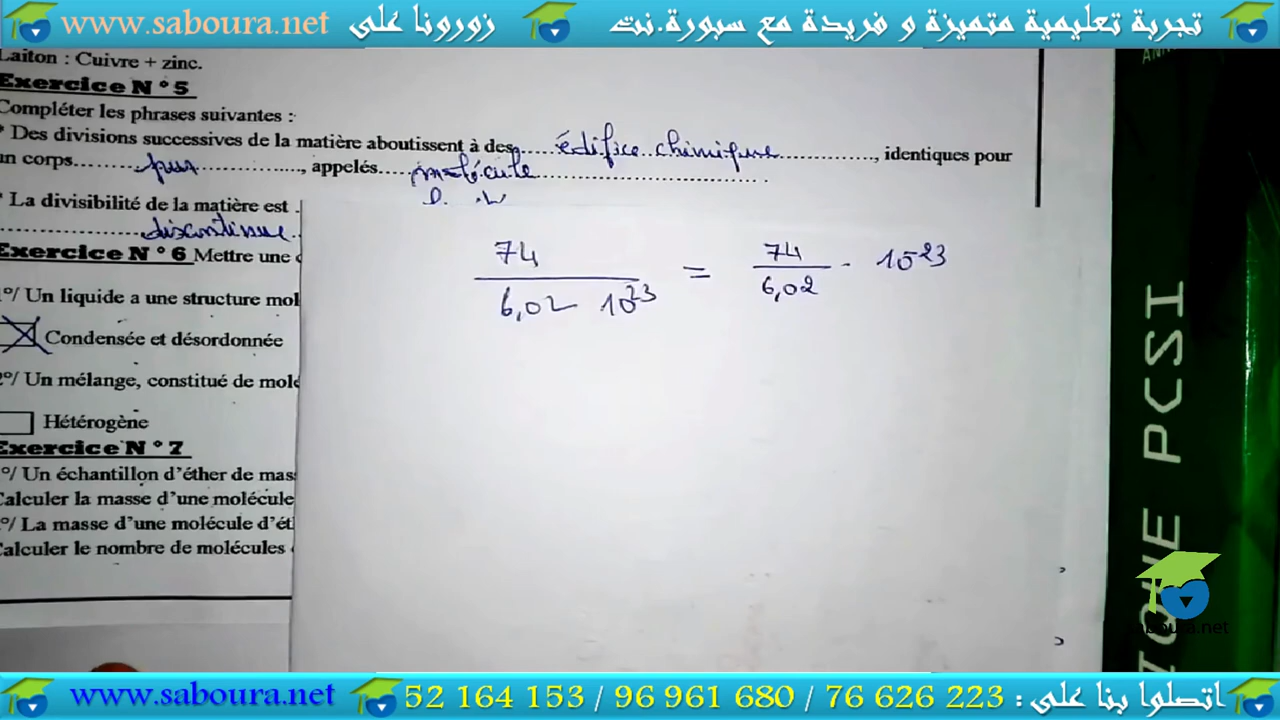 www.saboura.net زورونا على تجربة تعليمية متميزة و فريدة مع سبورة.نت
Laiton : Cuivre + zinc.
Exercice N° 5
Compléter les phrases suivantes :
* Des divisions successives de la matière aboutissent à des..... édifice chimique .............., identiques pour
un corps......... pur ..............., appelés..... molécule ............................
* La divisibilité de la matière est .
.................... discontinue.
Exercice N° 6 Mettre une
1°/ Un liquide a une structure mol
Condensée et désordonnée
2°/ Un mélange, constitué de molé
Hétérogène
Exercice N° 7
1°/ Un échantillon d'éther de mas
Calculer la masse d'une molécule
2°/ La masse d'une molécule d'ét
Calculer le nombre de molécules
74 / 6,02 10^23 = 74 / 6,02 . 10^-23
PCSI
saboura.net
www.saboura.net 52 164 153 / 96 961 680 / 76 626 223 : اتصلوا بنا على